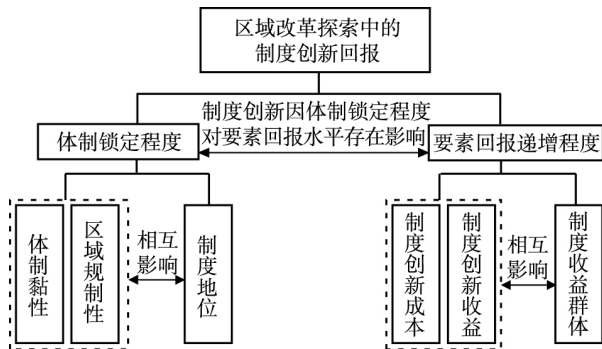 区域改革探索中的
制度创新回报
制度创新因体制锁定程度
对要素回报水平存在影响
体制锁定程度
要素回报递增程度
体制黏性
区域规制性
相互
影响
制度地位
制度创新成本
制度创新收益
相互
影响
制度收益群体